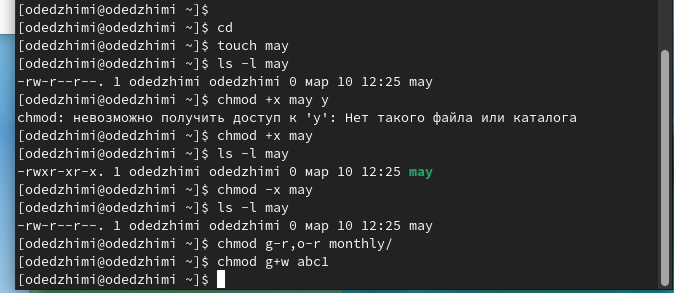 [odedzhimi@odedzhimi ~]$
[odedzhimi@odedzhimi ~]$ cd
[odedzhimi@odedzhimi ~]$ touch may
[odedzhimi@odedzhimi ~]$ ls -l may
-rw-r--r--. 1 odedzhimi odedzhimi 0 мар 10 12:25 may
[odedzhimi@odedzhimi ~]$ chmod +x may y
chmod: невозможно получить доступ к 'y': Нет такого файла или каталога
[odedzhimi@odedzhimi ~]$ chmod +x may
[odedzhimi@odedzhimi ~]$ ls -l may
-rwxr-xr-x. 1 odedzhimi odedzhimi 0 мар 10 12:25 may
[odedzhimi@odedzhimi ~]$ chmod -x may
[odedzhimi@odedzhimi ~]$ ls -l may
-rw-r--r--. 1 odedzhimi odedzhimi 0 мар 10 12:25 may
[odedzhimi@odedzhimi ~]$ chmod g-r,o-r monthly/
[odedzhimi@odedzhimi ~]$ chmod g+w abc1
[odedzhimi@odedzhimi ~]$